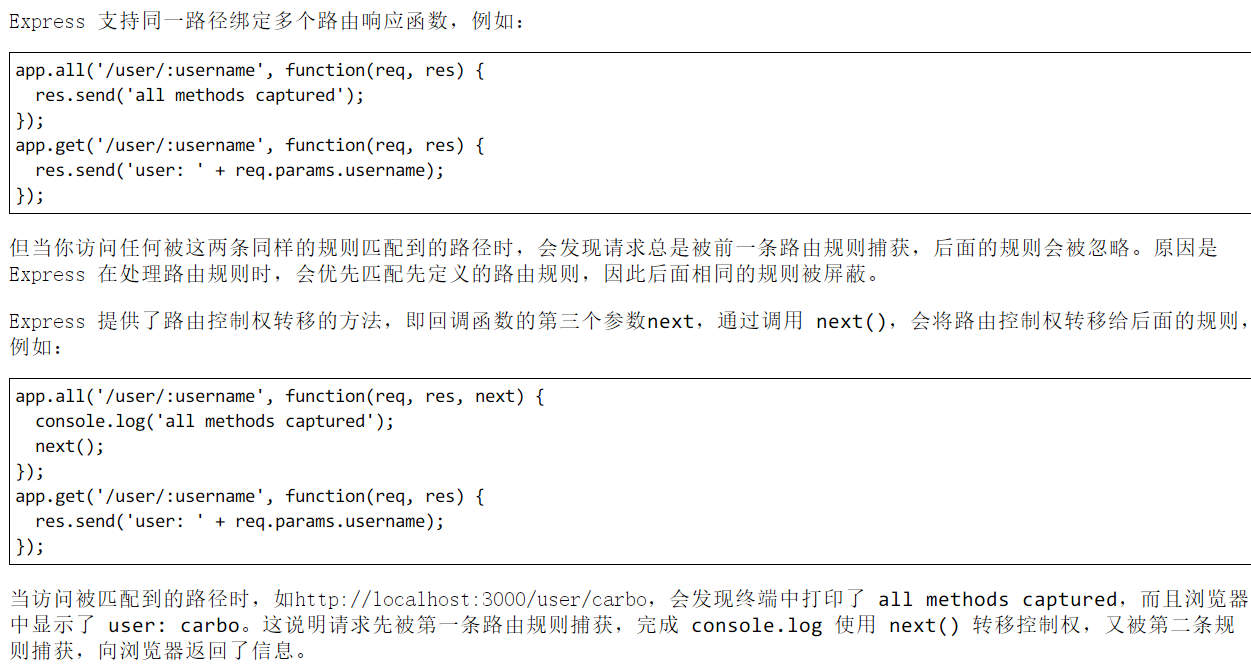 Express 支持同一路径绑定多个路由响应函数，例如：
app.all('/user/:username', function(req, res) {
  res.send('all methods captured');
});
app.get('/user/:username', function(req, res) {
  res.send('user: ' + req.params.username);
});
但当你访问任何被这两条同样的规则匹配到的路径时，会发现请求总是被前一条路由规则捕获，后面的规则会被忽略。原因是
Express 在处理路由规则时，会优先匹配先定义的路由规则，因此后面相同的规则被屏蔽。
Express 提供了路由控制权转移的方法，即回调函数的第三个参数next，通过调用 next()，会将路由控制权转移给后面的规则，
例如：
app.all('/user/:username', function(req, res, next) {
  console.log('all methods captured');
  next();
});
app.get('/user/:username', function(req, res) {
  res.send('user: ' + req.params.username);
});
当访问被匹配到的路径时，如http://localhost:3000/user/carbo，会发现终端中打印了 all methods captured，而且浏览器
中显示了 user: carbo。这说明请求先被第一条路由规则捕获，完成 console.log 使用 next() 转移控制权，又被第二条规
则捕获，向浏览器返回了信息。